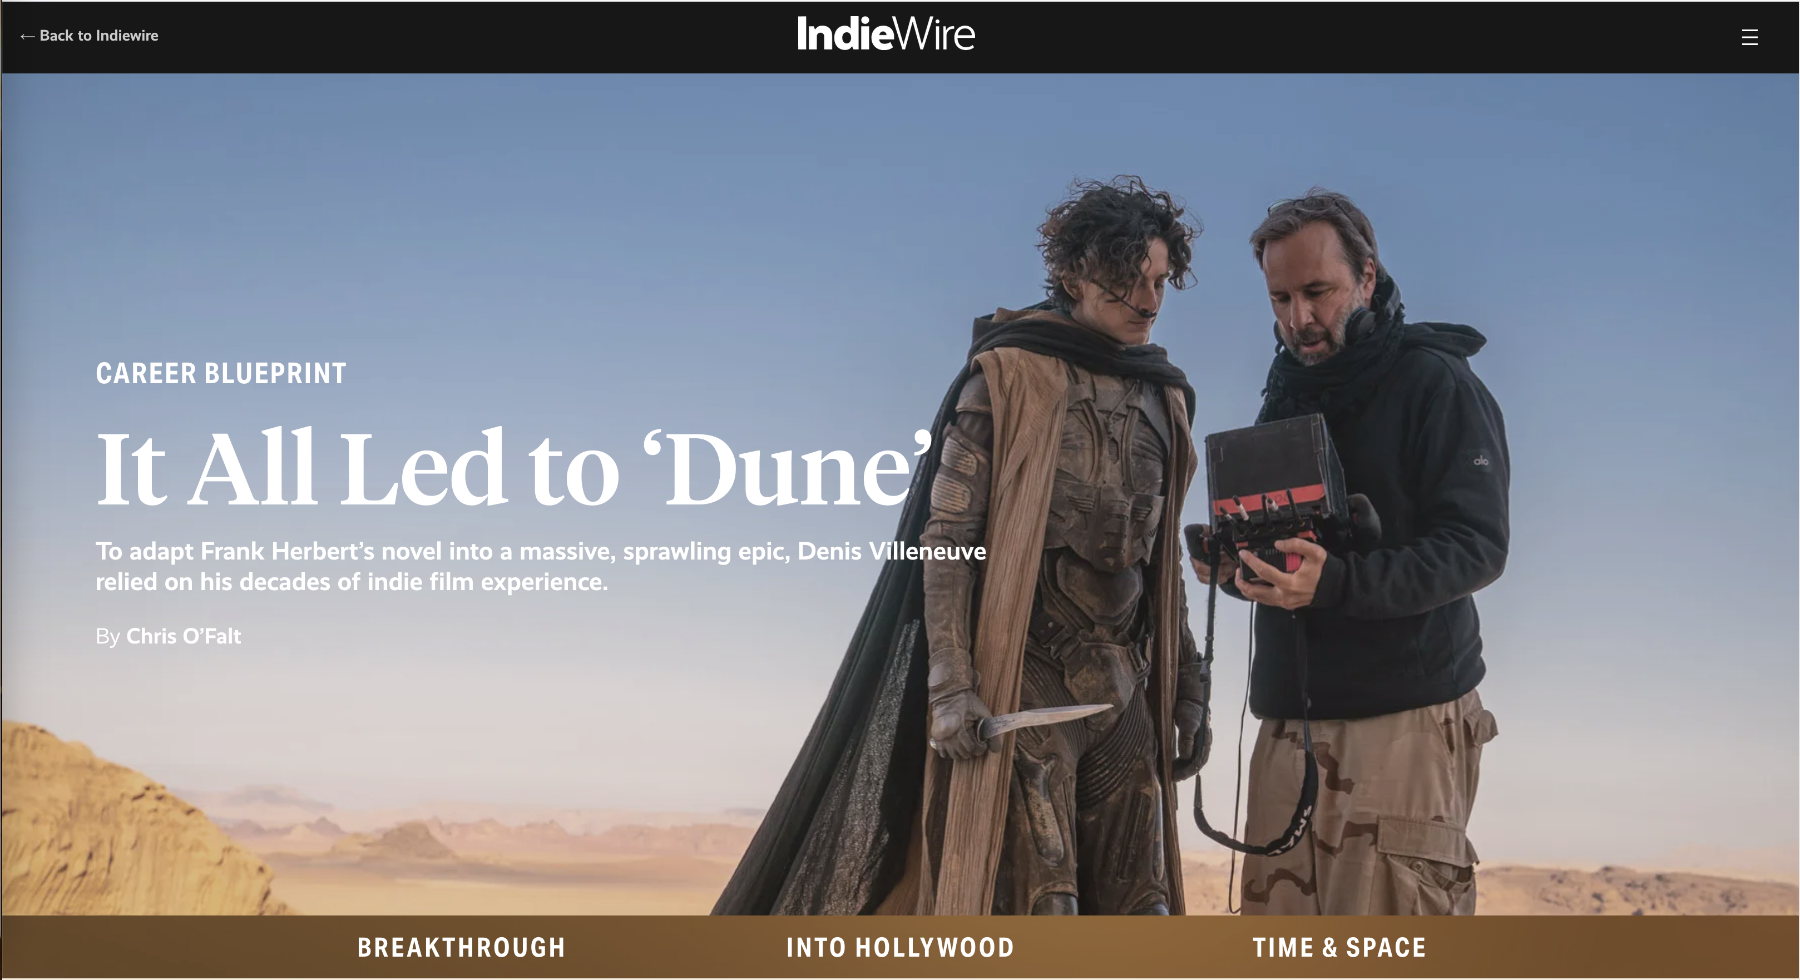 ← Back to Indiewire
IndieWire
CAREER BLUEPRINT
It All Led to ‘Dune’
To adapt Frank Herbert’s novel into a massive, sprawling epic, Denis Villeneuve
relied on his decades of indie film experience.
By Chris O’Falt
alo
BREAKTHROUGH
INTO HOLLYWOOD
TIME & SPACE